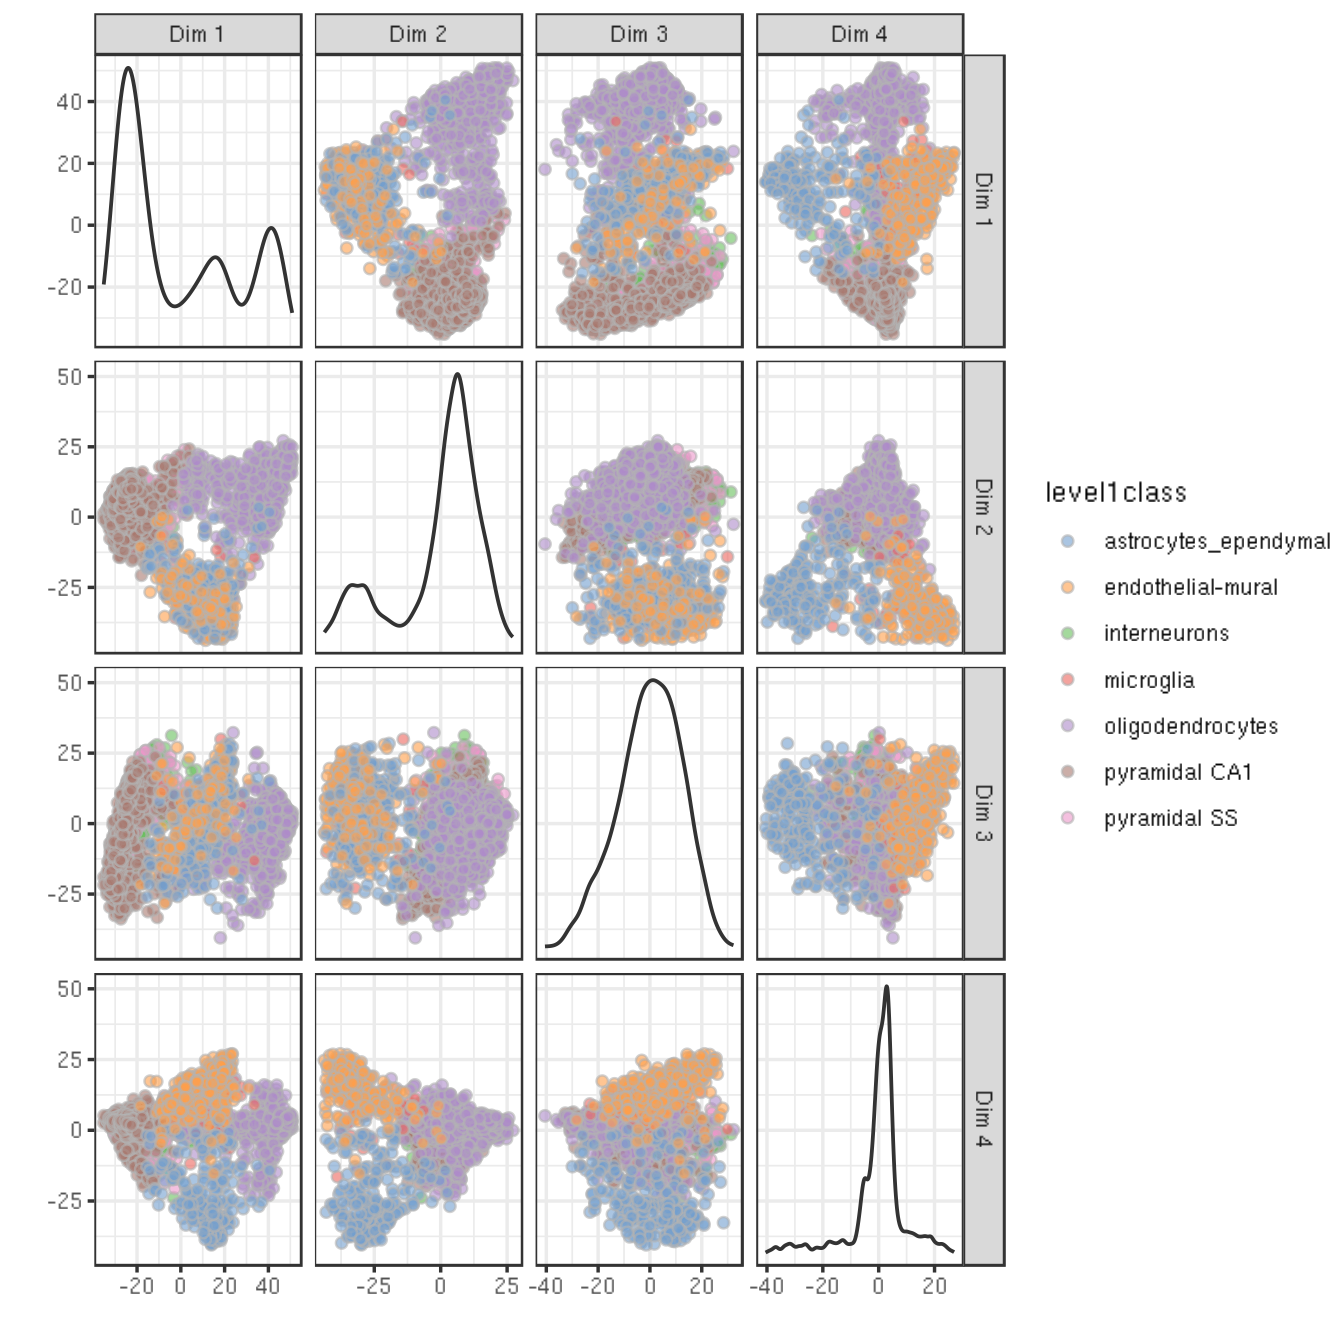 Dim 1 Dim 2 Dim 3 Dim 4
40
20
0
-20
Dim 1
50
25
0
-25
Dim 2
level1class
astrocytes_ependymal
endothelial-mural
interneurons
microglia
oligodendrocytes
pyramidal CA1
pyramidal SS
50
25
0
-25
Dim 3
50
25
0
-25
Dim 4
-20 0 20 40 -25 0 25 -40 -20 0 20 -40 -20 0 20